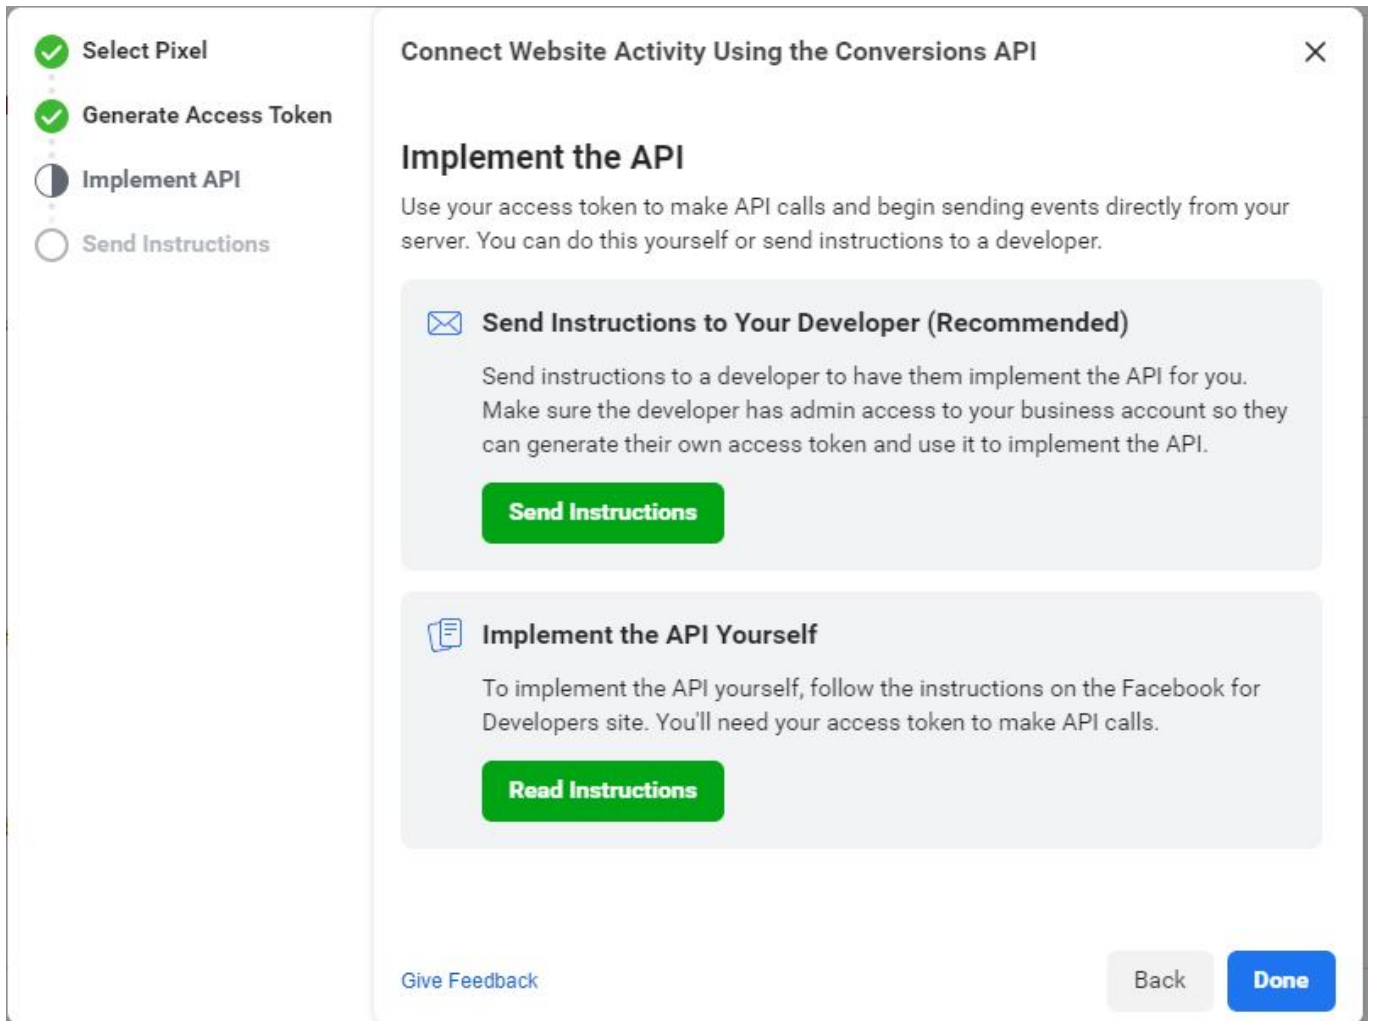 Select Pixel
Generate Access Token
Implement API
Send Instructions
Connect Website Activity Using the Conversions API
Implement the API
Use your access token to make API calls and begin sending events directly from your
server. You can do this yourself or send instructions to a developer.
Send Instructions to Your Developer (Recommended)
Send instructions to a developer to have them implement the API for you.
Make sure the developer has admin access to your business account so they
can generate their own access token and use it to implement the API.
Send Instructions
Implement the API Yourself
To implement the API yourself, follow the instructions on the Facebook for
Developers site. You'll need your access token to make API calls.
Read Instructions
Give Feedback
Back
Done